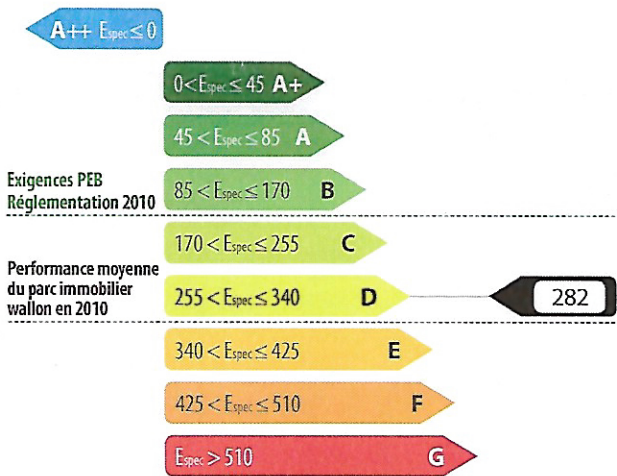 A++ Espec ≤ 0
0 < Espec ≤ 45 A+
45 < Espec ≤ 85 A
Exigences PEB
Réglementation 2010
85 < Espec ≤ 170 B
170 < Espec ≤ 255 C
Performance moyenne
du parc immobilier
wallon en 2010
255 < Espec ≤ 340 D
282
340 < Espec ≤ 425 E
425 < Espec ≤ 510 F
Espec > 510 G